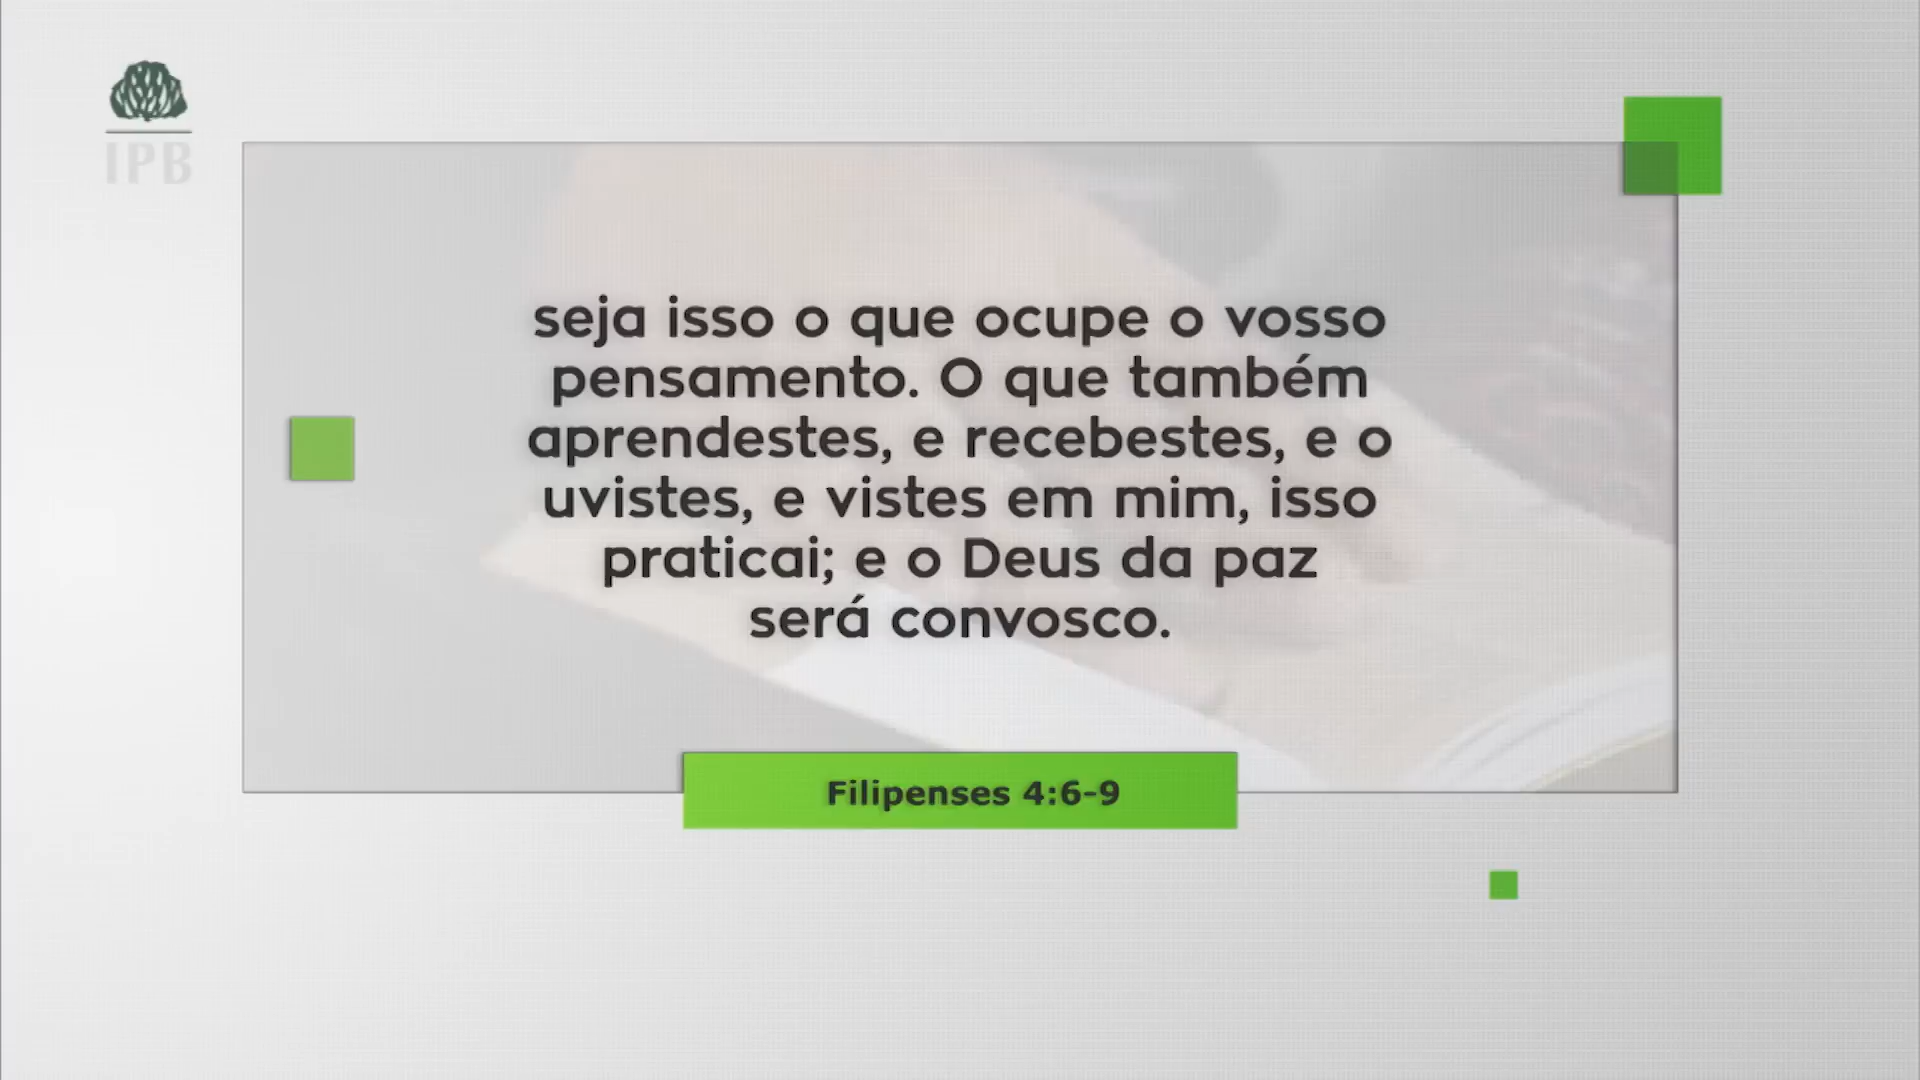 IPB
seja isso o que ocupe o vosso
pensamento. O que também
aprendestes, e recebestes, e o
uvistes, e vistes em mim, isso
praticai; e o Deus da paz
será convosco.
Filipenses 4:6-9